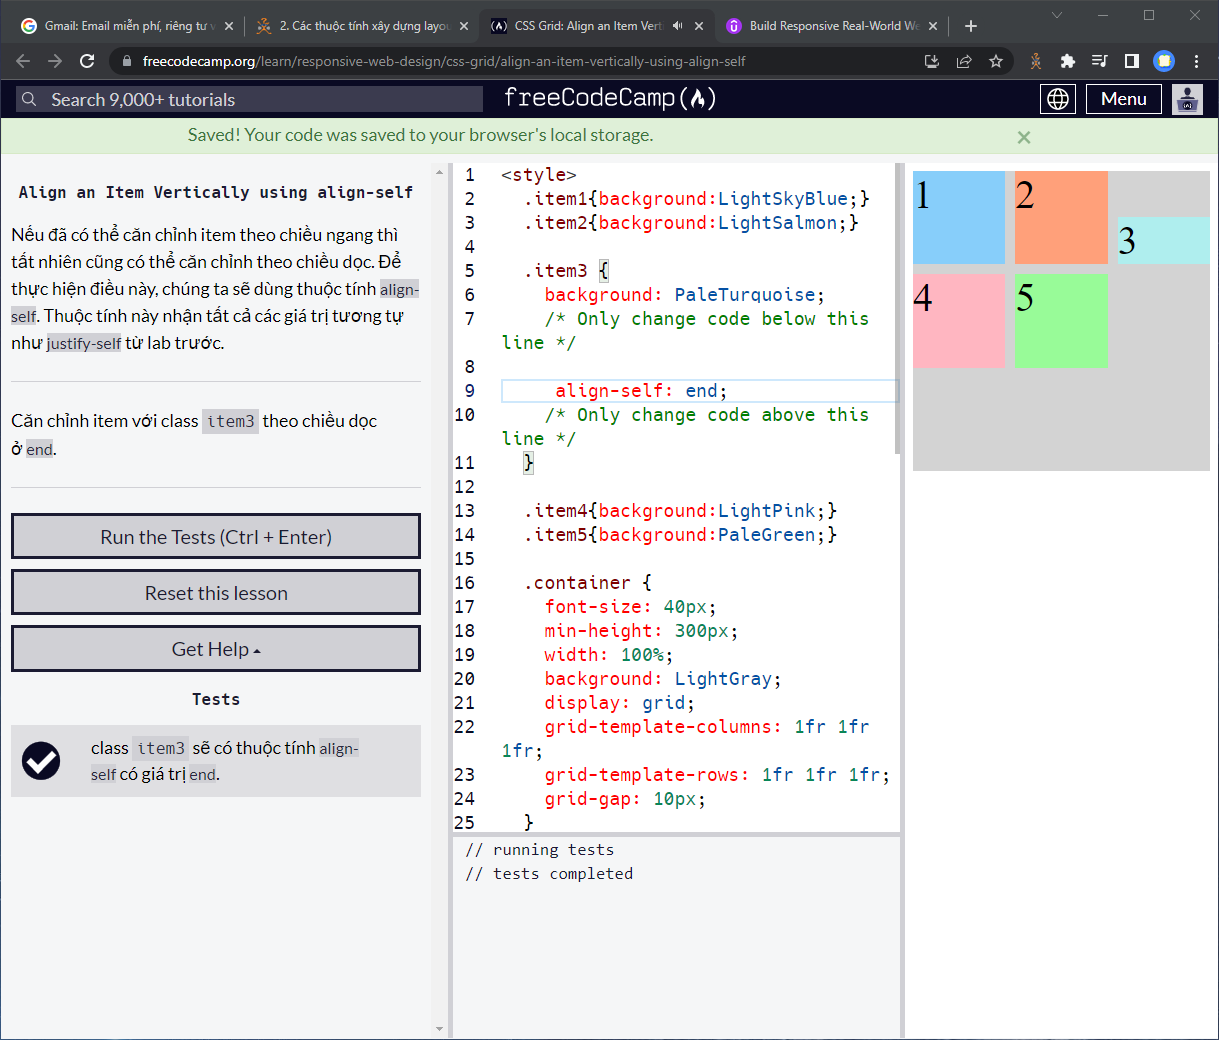 Gmail: Email miễn phí, riêng tư v
2. Các thuộc tính xây dựng layou
CSS Grid: Align an Item Verti
Build Responsive Real-World We
freecodecamp.org/learn/responsive-web-design/css-grid/align-an-item-vertically-using-align-self
Search 9,000+ tutorials
freeCodeCamp
Menu
Saved! Your code was saved to your browser's local storage.
Align an Item Vertically using align-self
Nếu đã có thể căn chỉnh item theo chiều ngang thì
tất nhiên cũng có thể căn chỉnh theo chiều dọc. Để
thực hiện điều này, chúng ta sẽ dùng thuộc tính align-
self. Thuộc tính này nhận tất cả các giá trị tương tự
như justify-self từ lab trước.
Căn chỉnh item với class item3 theo chiều dọc
ở end.
Run the Tests (Ctrl + Enter)
Reset this lesson
Get Help
Tests
class item3 sẽ có thuộc tính align-
self có giá trị end.
1 <style>
2 .item1{background:LightSkyBlue;}
3 .item2{background:LightSalmon;}
4
5 .item3 {
6 background: PaleTurquoise;
7 /* Only change code below this
line */
8
9 align-self: end;
10 /* Only change code above this
line */
11 }
12
13 .item4{background:LightPink;}
14 .item5{background:PaleGreen;}
15
16 .container {
17 font-size: 40px;
18 min-height: 300px;
19 width: 100%;
20 background: LightGray;
21 display: grid;
22 grid-template-columns: 1fr 1fr
1fr;
23 grid-template-rows: 1fr 1fr 1fr;
24 grid-gap: 10px;
25 }
// running tests
// tests completed
1 2
3
4 5